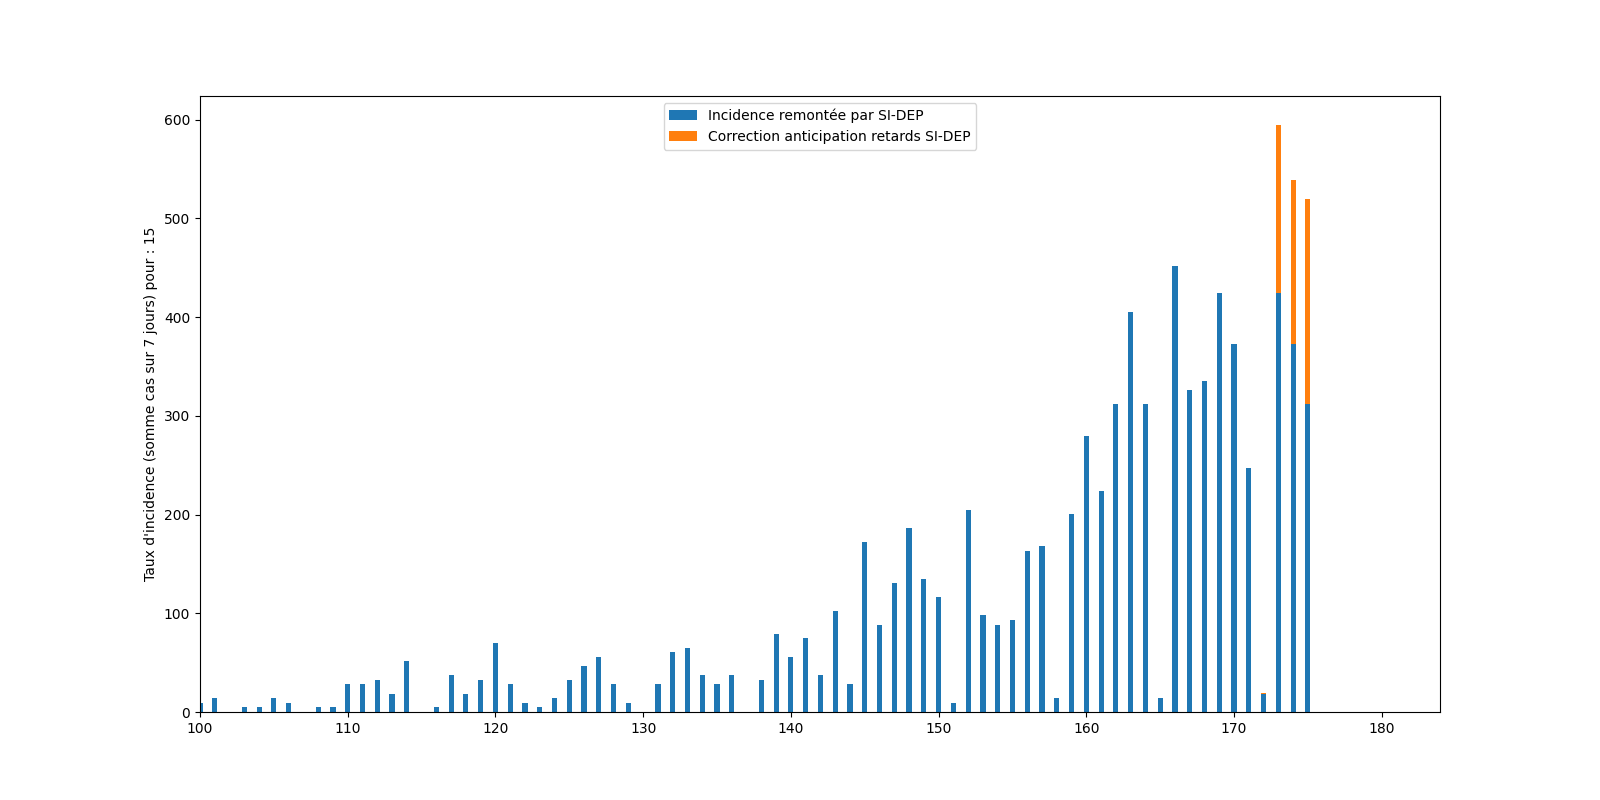 Incidence remontée par SI-DEP
Correction anticipation retards SI-DEP
Taux d'incidence (somme cas sur 7 jours) pour : 15
600
500
400
300
200
100
0
100 110 120 130 140 150 160 170 180